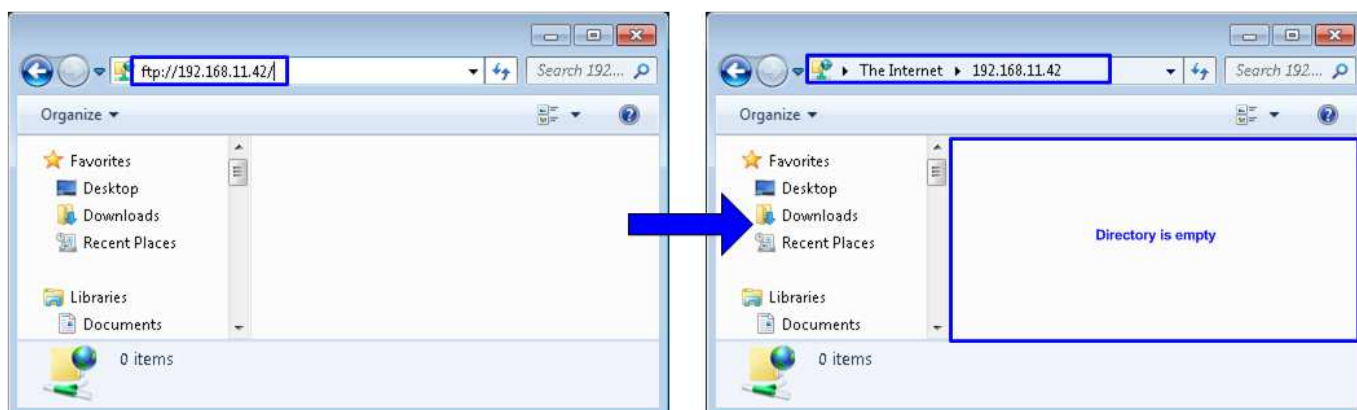 ftp://192.168.11.42/
Search 192....
Organize
Favorites
Desktop
Downloads
Recent Places
Libraries
Documents
0 items
The Internet 192.168.11.42
Search 192....
Organize
Favorites
Desktop
Downloads
Recent Places
Libraries
Documents
Directory is empty
0 items